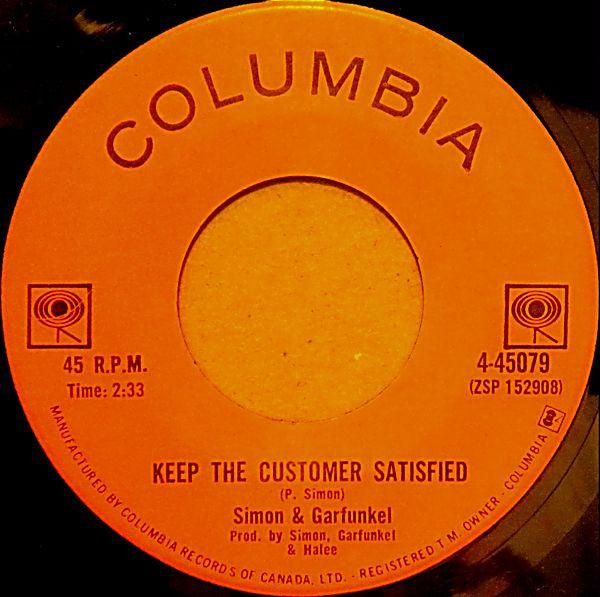 COLUMBIA
45 R.P.M.
Time: 2:33
4-45079
(ZSP 152908)
KEEP THE CUSTOMER SATISFIED
(P. Simon)
Simon & Garfunkel
Prod. by Simon, Garfunkel
& Halee
MANUFACTURED BY COLUMBIA RECORDS OF CANADA, LTD. - REGISTERED T M. OWNER - COLUMBIA